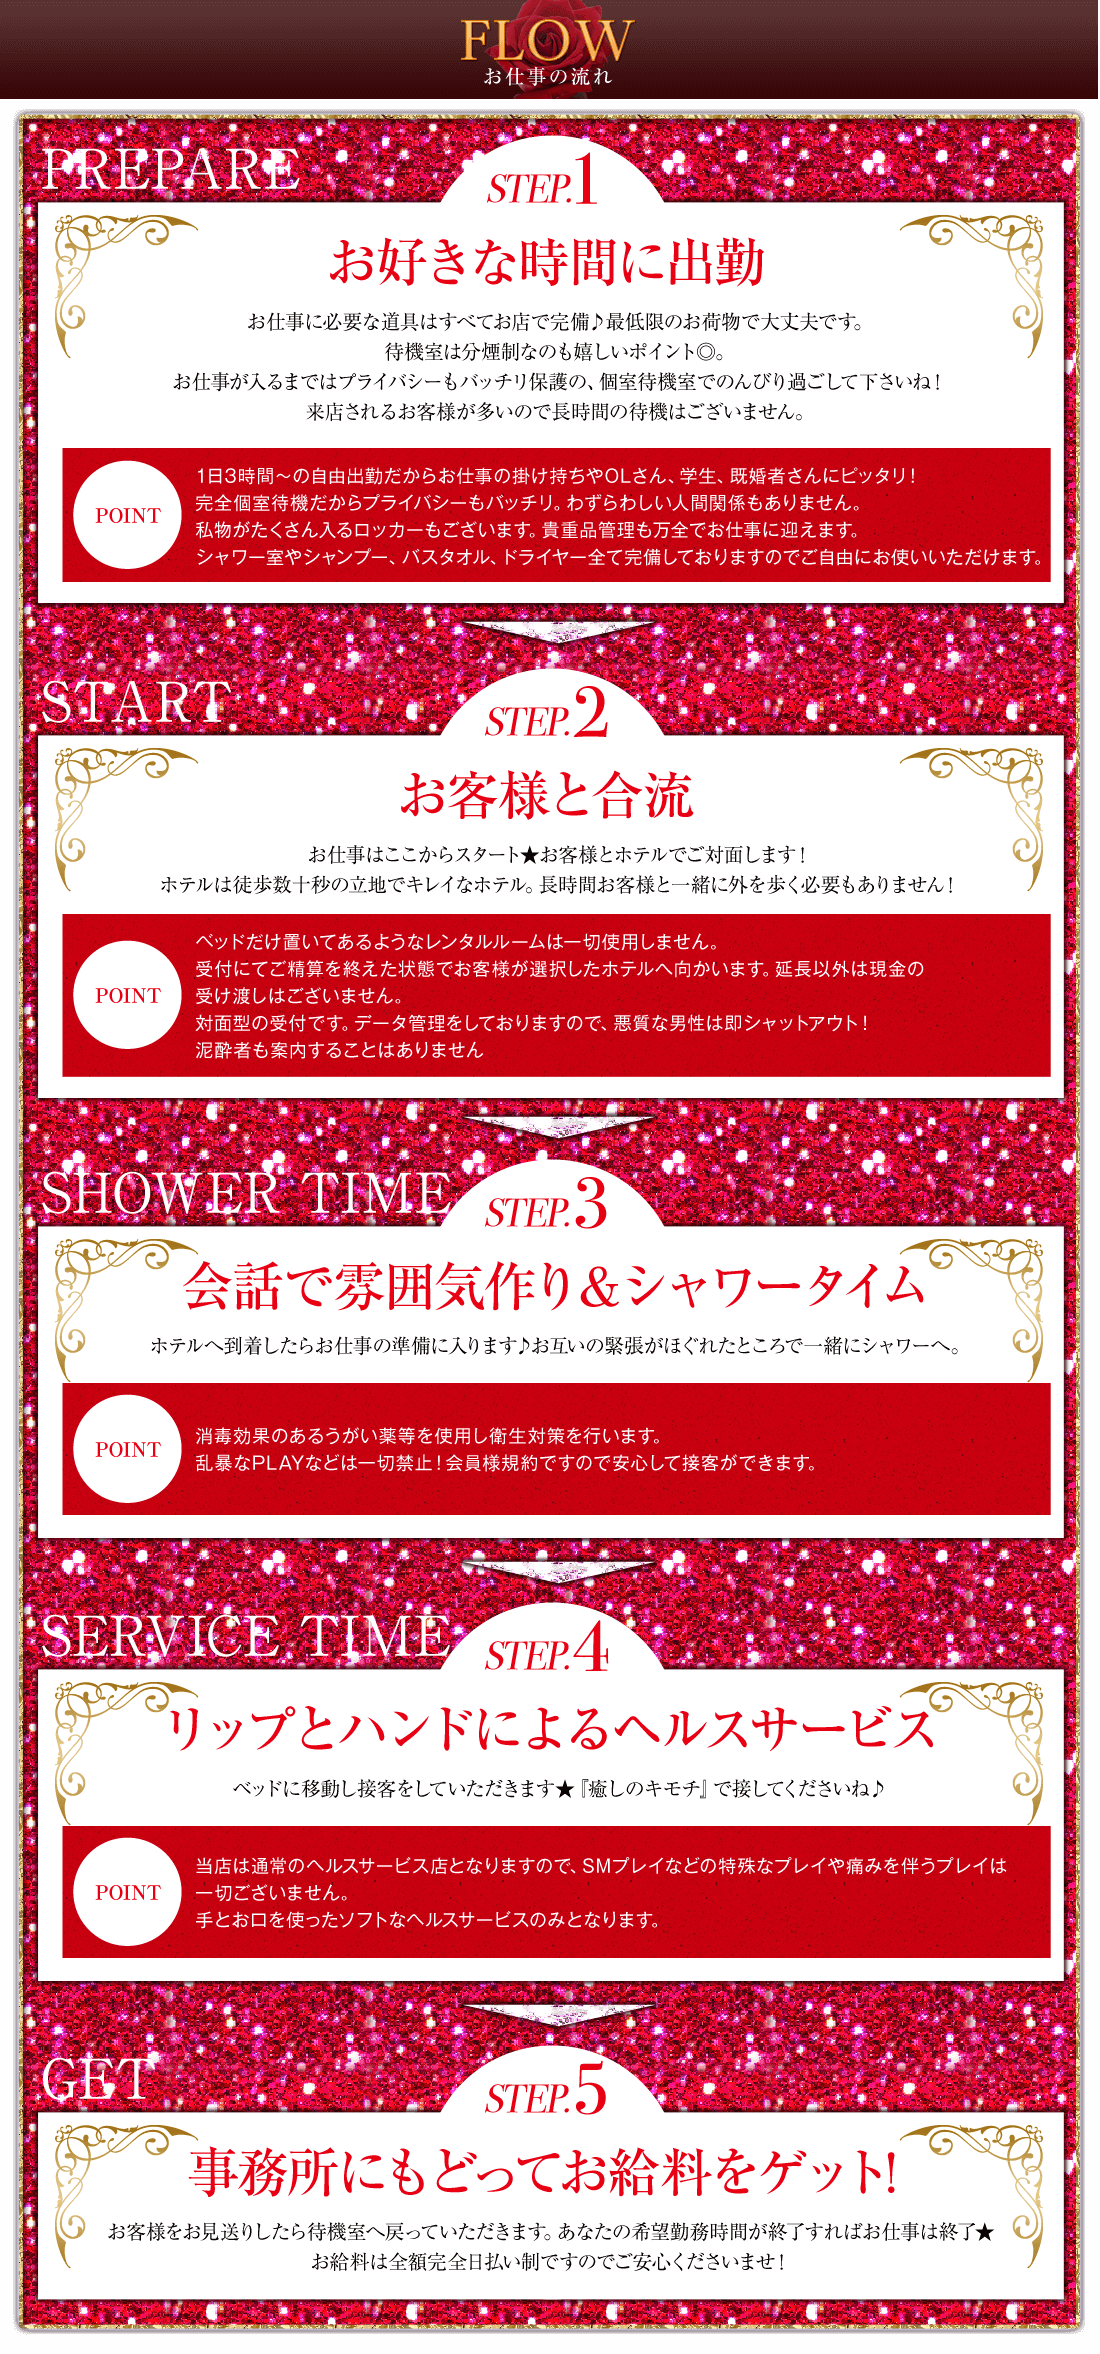 FLOW
お仕事の流れ
PREPARE
STEP.1
お好きな時間に出勤
お仕事に必要な道具はすべてお店で完備♪最低限のお荷物で大丈夫です。
待機室は分煙制なのも嬉しいポイント◎。
お仕事が入るまではプライバシーもバッチリ保護の、個室待機室でのんびり過ごして下さいね！
来店されるお客様が多いので長時間の待機はございません。
POINT
1日3時間〜の自由出勤だからお仕事の掛け持ちやOLさん、学生、既婚者さんにピッタリ！
完全個室待機だからプライバシーもバッチリ。わずらわしい人間関係もありません。
私物がたくさん入るロッカーもございます。貴重品管理も万全でお仕事に迎えます。
シャワー室やシャンプー、バスタオル、ドライヤー全て完備しておりますのでご自由にお使いいただけます。
START
STEP.2
お客様と合流
お仕事はここからスタート★お客様とホテルでご対面します！
ホテルは徒歩数十秒の立地でキレイなホテル。長時間お客様と一緒に外を歩く必要もありません！
POINT
ベッドだけ置いてあるようなレンタルルームは一切使用しません。
受付にてご精算を終えた状態でお客様が選択したホテルへ向かいます。延長以外は現金の
受け渡しはございません。
対面型の受付です。データ管理をしておりますので、悪質な男性は即シャットアウト！
泥酔者も案内することはありません
SHOWER TIME
STEP.3
会話で雰囲気作り＆シャワータイム
ホテルへ到着したらお仕事の準備に入ります♪お互いの緊張がほぐれたところで一緒にシャワーへ。
POINT
消毒効果のあるうがい薬等を使用し衛生対策を行います。
乱暴なPLAYなどは一切禁止！会員様規約ですので安心して接客ができます。
SERVICE TIME
STEP.4
リップとハンドによるヘルスサービス
ベッドに移動し接客をしていただきます★『癒しのキモチ』で接してくださいね♪
POINT
当店は通常のヘルスサービス店となりますので、SMプレイなどの特殊なプレイや痛みを伴うプレイは
一切ございません。
手とお口を使ったソフトなヘルスサービスのみとなります。
GET
STEP.5
事務所にもどってお給料をゲット！
お客様をお見送りしたら待機室へ戻っていただきます。あなたの希望勤務時間が終了すればお仕事は終了★
お給料は全額完全日払い制ですのでご安心くださいませ！